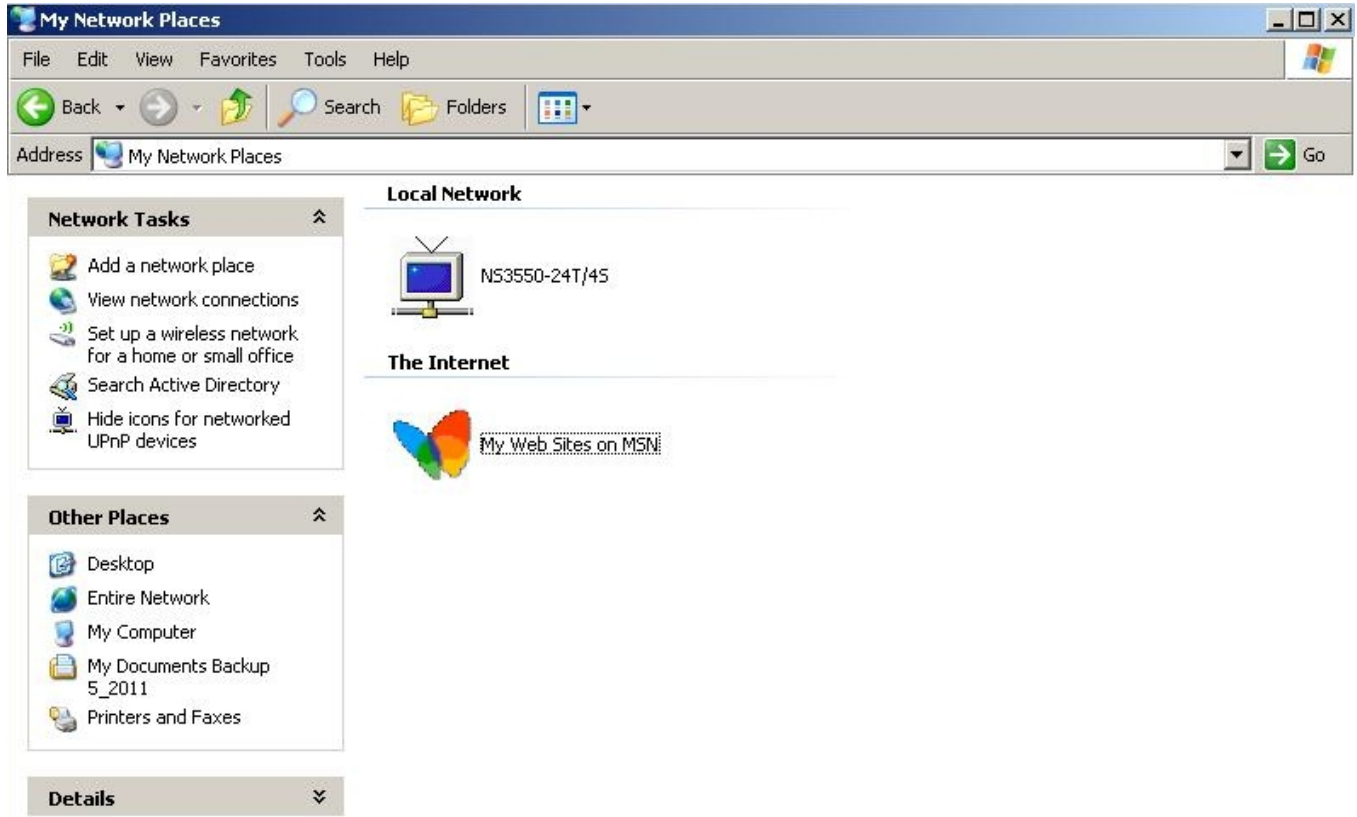 My Network Places
File Edit View Favorites Tools Help
Back Search Folders
Address My Network Places Go
Network Tasks
Add a network place
View network connections
Set up a wireless network
for a home or small office
Search Active Directory
Hide icons for networked
UPnP devices
Other Places
Desktop
Entire Network
My Computer
My Documents Backup
5_2011
Printers and Faxes
Details
Local Network
NS3550-24T/4S
The Internet
My Web Sites on MSN